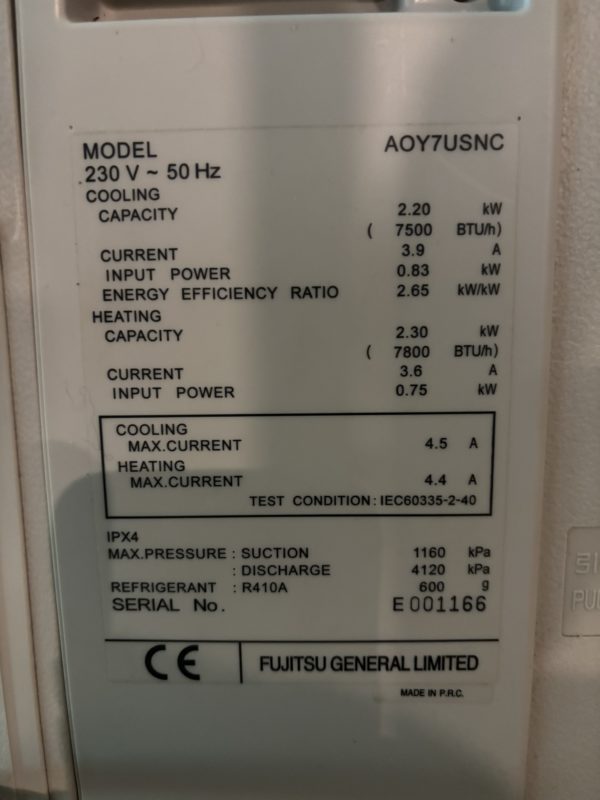 MODEL AOY7USNC
230 V ~ 50 Hz
COOLING
CAPACITY 2.20 kW
( 7500 BTU/h)
CURRENT 3.9 A
INPUT POWER 0.83 kW
ENERGY EFFICIENCY RATIO 2.65 kW/kW
HEATING
CAPACITY 2.30 kW
( 7800 BTU/h)
CURRENT 3.6 A
INPUT POWER 0.75 kW
COOLING
MAX.CURRENT 4.5 A
HEATING
MAX.CURRENT 4.4 A
TEST CONDITION : IEC60335-2-40
IPX4
MAX.PRESSURE : SUCTION 1160 kPa
: DISCHARGE 4120 kPa
REFRIGERANT : R410A 600 g
SERIAL No. E001166
CE FUJITSU GENERAL LIMITED
MADE IN P.R.C.